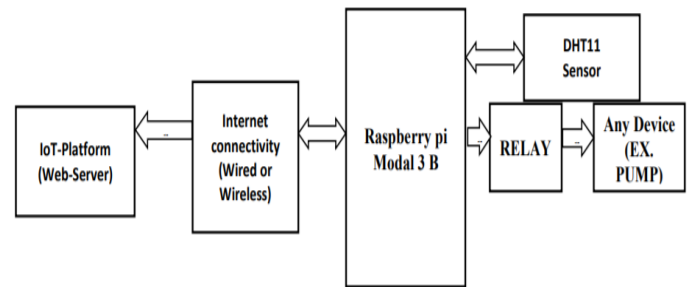 IoT-Platform
(Web-Server)
Internet
connectivity
(Wired or
Wireless)
Raspberry pi
Modal 3 B
DHT11
Sensor
RELAY
Any Device
(EX.
PUMP)